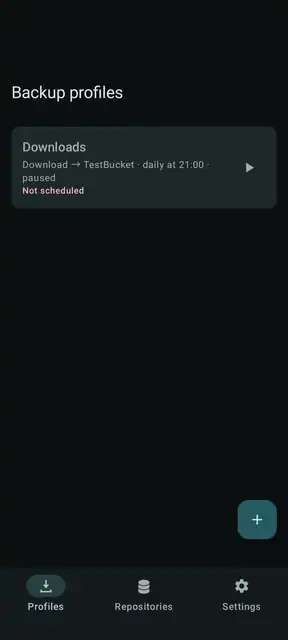 Backup profiles
Downloads
Download → TestBucket · daily at 21:00 ·
paused
Not scheduled
Profiles
Repositories
Settings